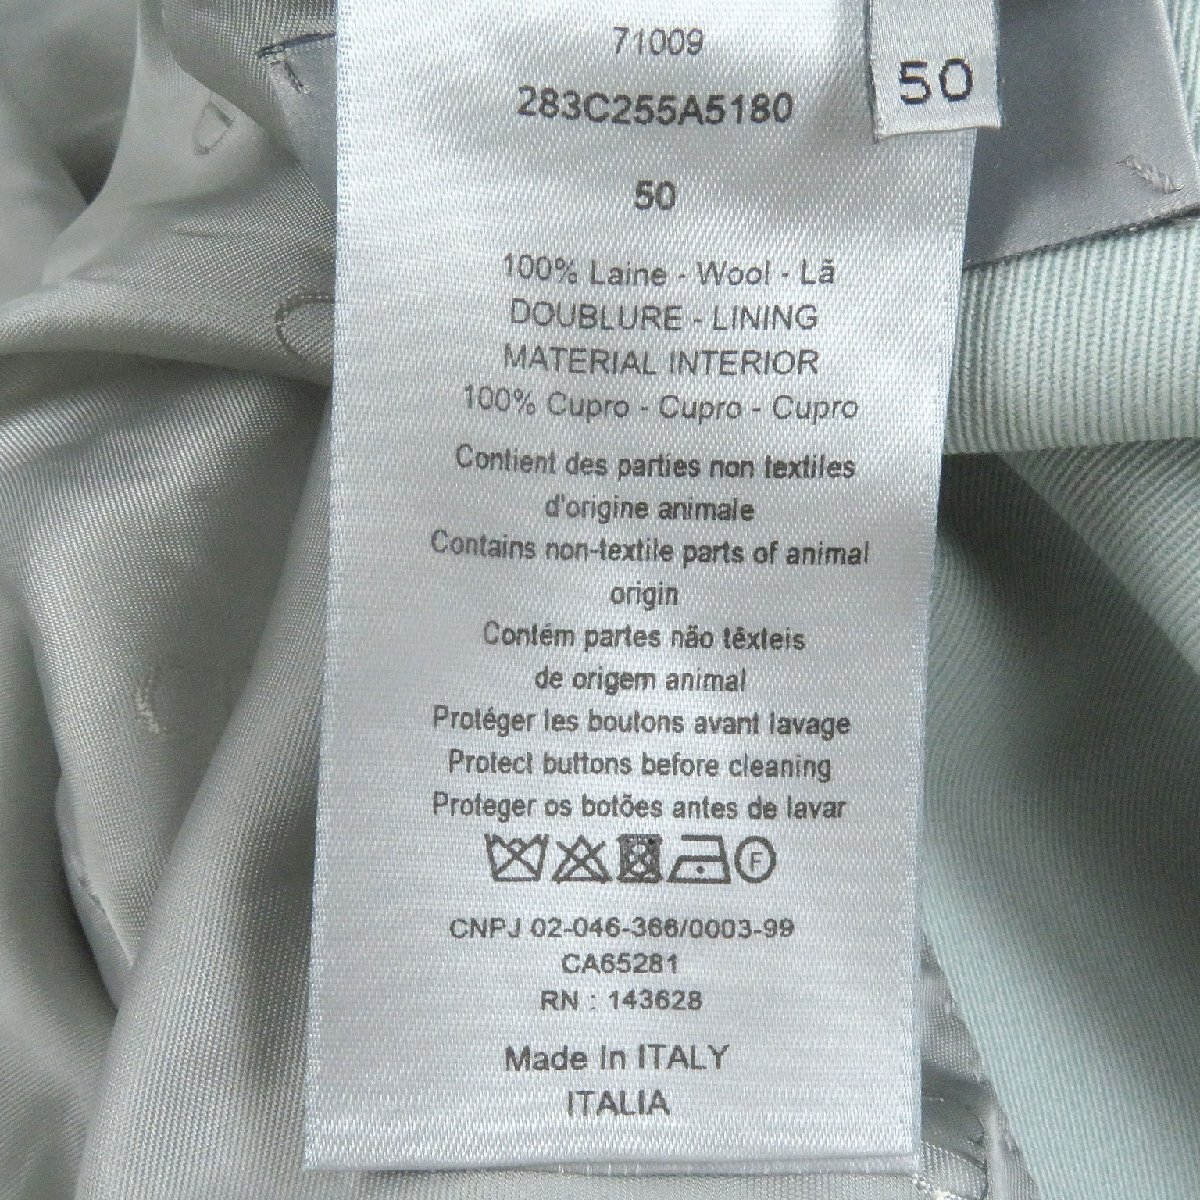 71009
50
283C255A5180
50
100% Laine - Wool - Lã
DOUBLURE - LINING
MATERIAL INTERIOR
100% Cupro - Cupro - Cupro
Contient des parties non textiles
d'origine animale
Contains non-textile parts of animal
origin
Contém partes não têxteis
de origem animal
Protéger les boutons avant lavage
Protect buttons before cleaning
Proteger os botões antes de lavar
F
CNPJ 02-046-366/0003-99
CA65281
RN : 143628
Made In ITALY
ITALIA